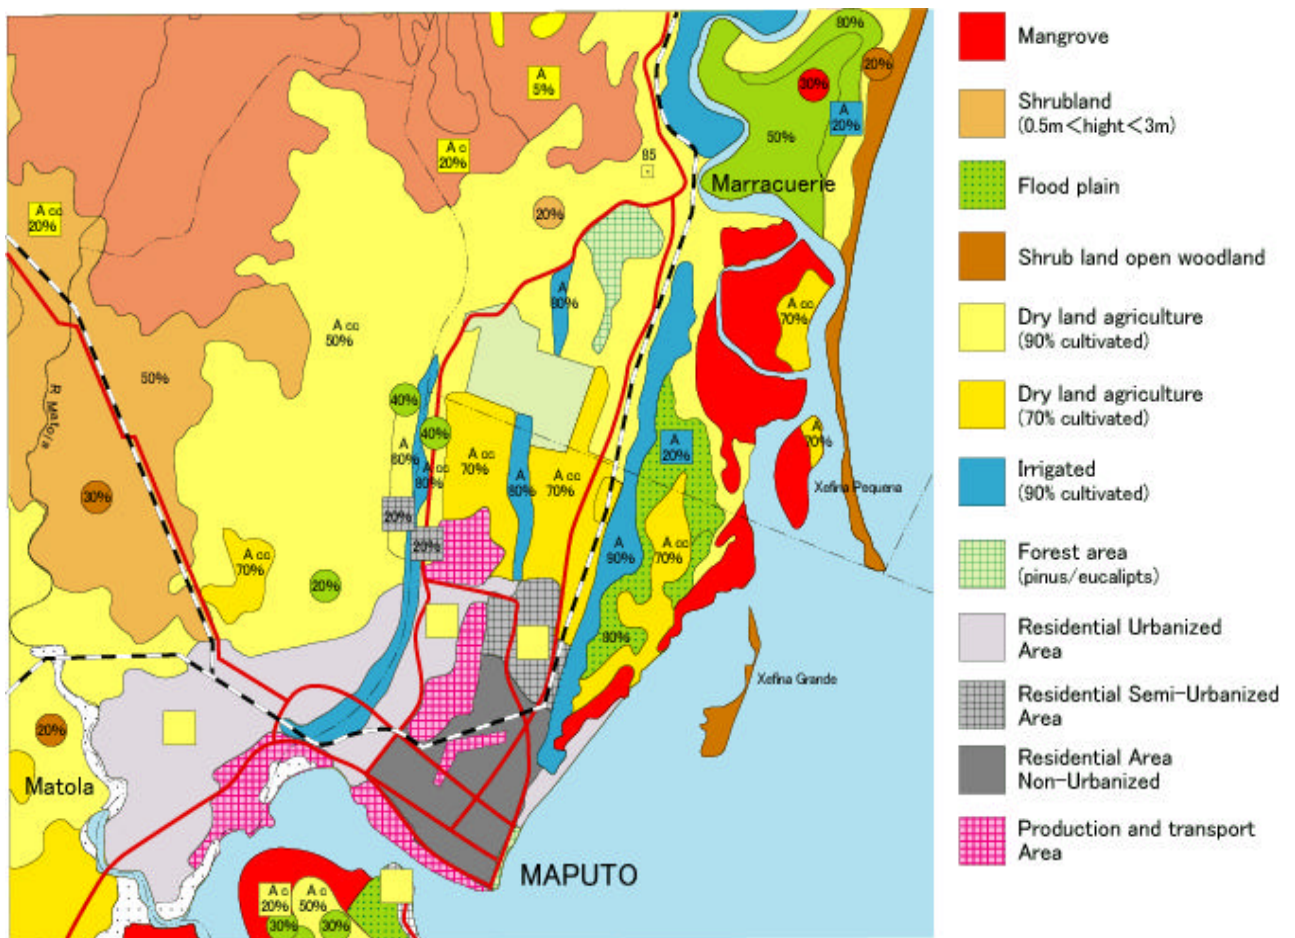 80%
20%
30%
A
5%
A
20%
50%
A c
20%
85
Marracuerie
A cc
20%
20%
A
80%
A cc
70%
A cc
50%
50%
R. Matola
40%
40%
A
70%
A
60%
A cc
80%
A cc
70%
A
80%
A cc
70%
A
20%
30%
Xefina Pequena
20%
20%
A
90%
A cc
70%
A cc
70%
20%
80%
Xefina Grande
20%
Matola
MAPUTO
A c
20%
A c
50%
30%
30%
Mangrove
Shrubland
(0.5m＜hight＜3m)
Flood plain
Shrub land open woodland
Dry land agriculture
(90% cultivated)
Dry land agriculture
(70% cultivated)
Irrigated
(90% cultivated)
Forest area
(pinus/eucalipts)
Residential Urbanized
Area
Residential Semi-Urbanized
Area
Residential Area
Non-Urbanized
Production and transport
Area